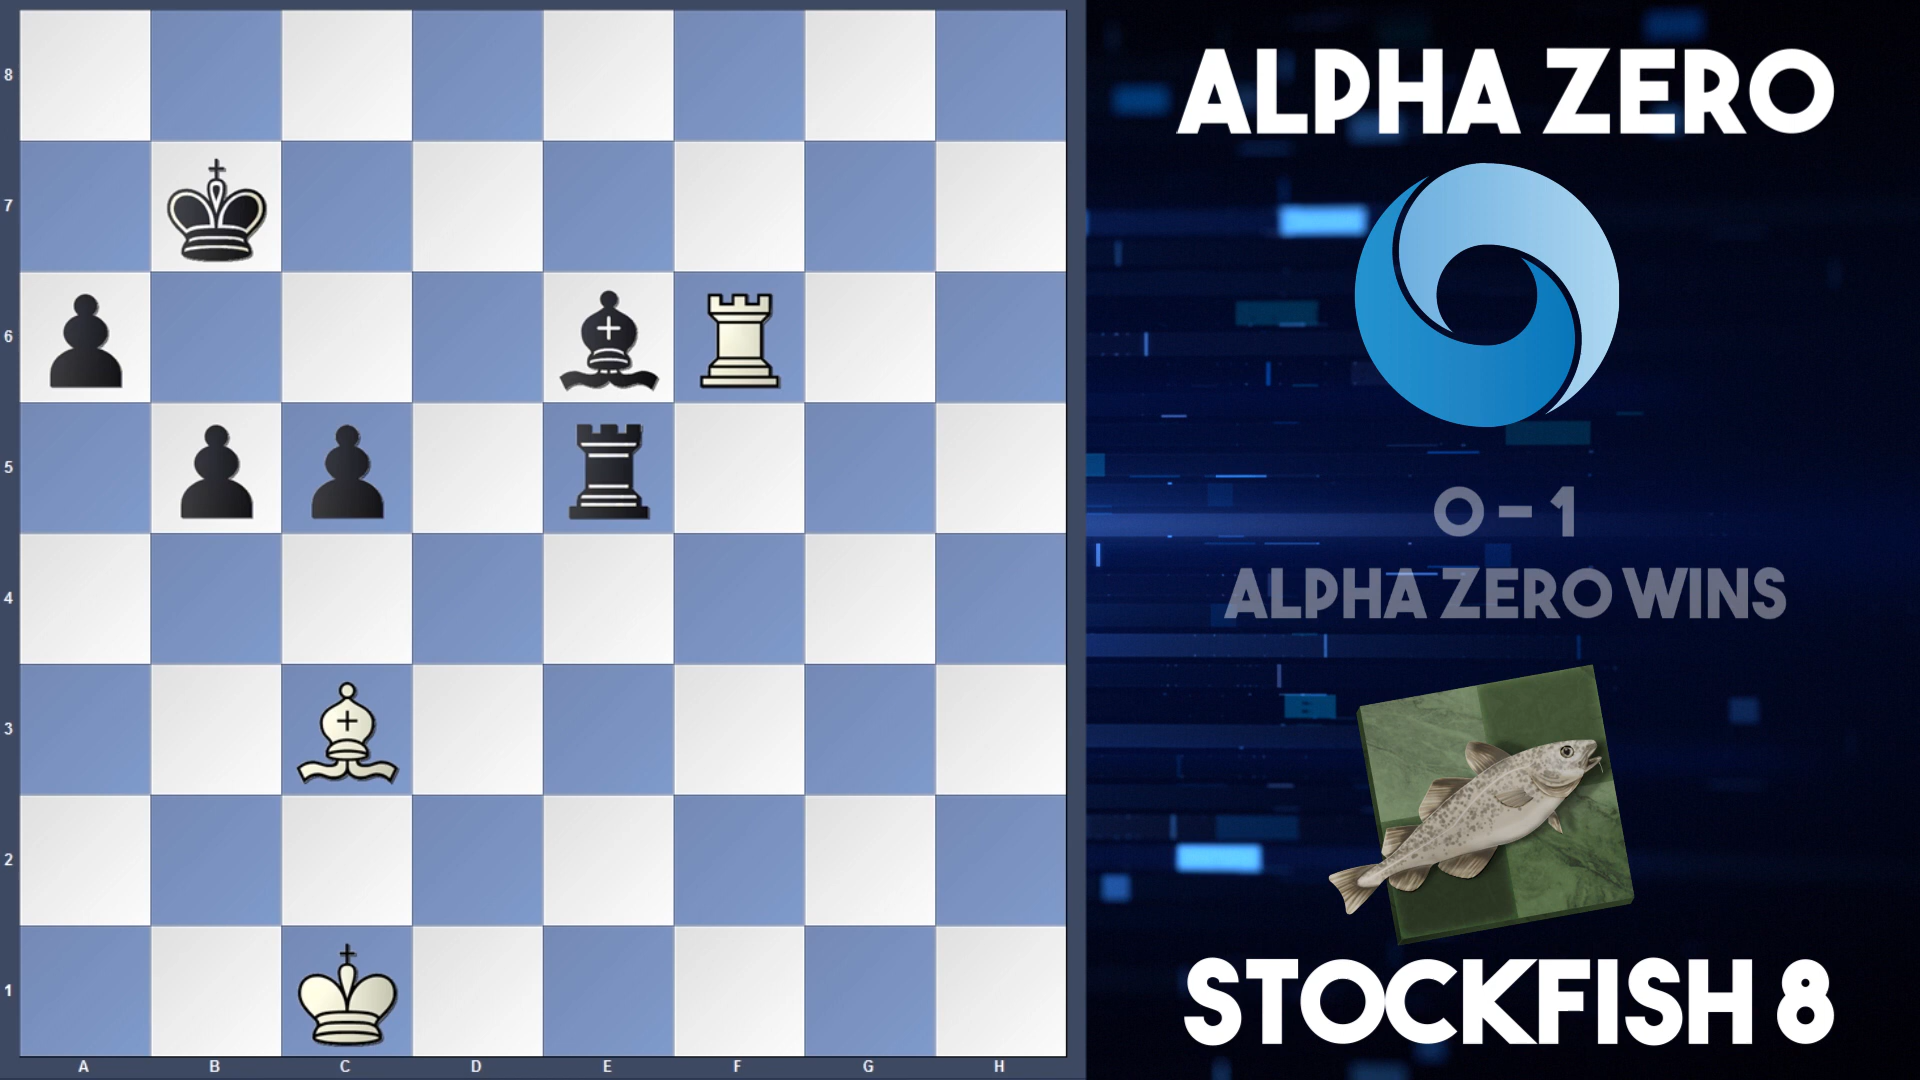 ALPHA ZERO
0 – 1
ALPHA ZERO WINS
STOCKFISH 8
8
7
6
5
4
3
2
1
A B C D E F G H